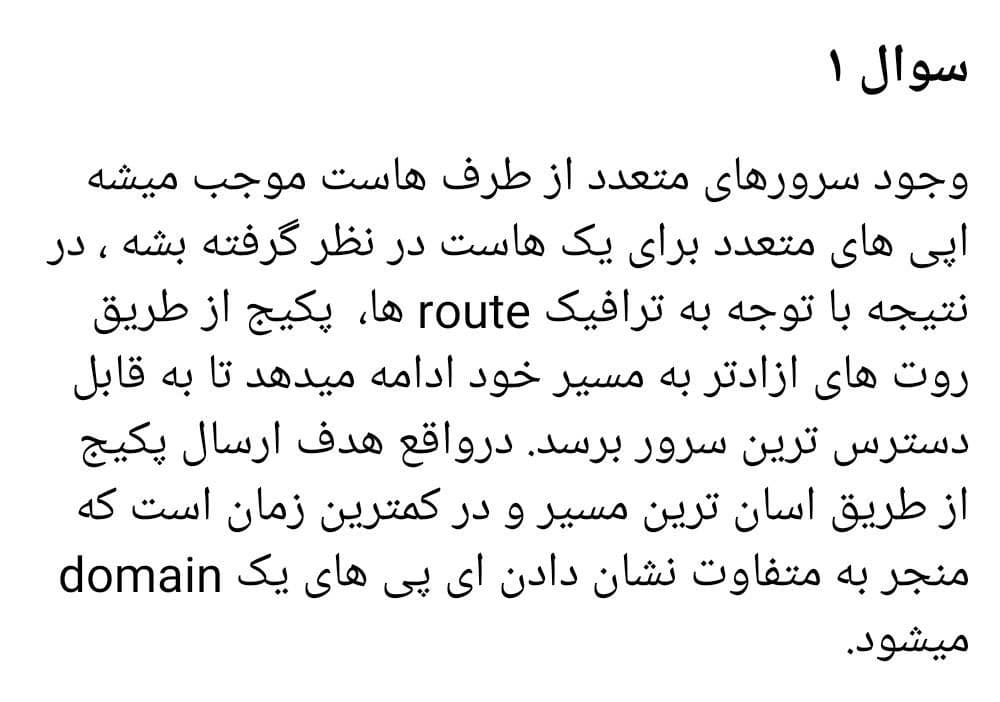 سوال ۱
وجود سرورهای متعدد از طرف هاست موجب میشه
اپی های متعدد برای یک هاست در نظر گرفته بشه ، در
نتیجه با توجه به ترافیک route ها، پکیج از طریق
روت های ازادتر به مسیر خود ادامه میدهد تا به قابل
دسترس ترین سرور برسد. درواقع هدف ارسال پکیج
از طریق اسان ترین مسیر و در کمترین زمان است که
منجر به متفاوت نشان دادن ای پی های یک domain
میشود.